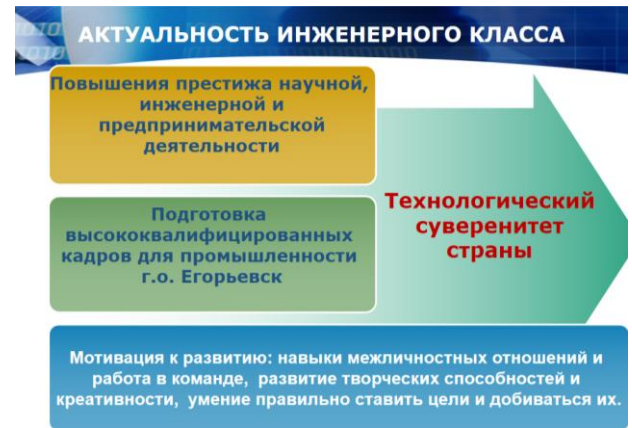 АКТУАЛЬНОСТЬ ИНЖЕНЕРНОГО КЛАССА
Повышения престижа научной,
инженерной и
предпринимательской
деятельности
Подготовка
высококвалифицированных
кадров для промышленности
г.о. Егорьевск
Технологический
суверенитет
страны
Мотивация к развитию: навыки межличностных отношений и
работа в команде, развитие творческих способностей и
креативности, умение правильно ставить цели и добиваться их.